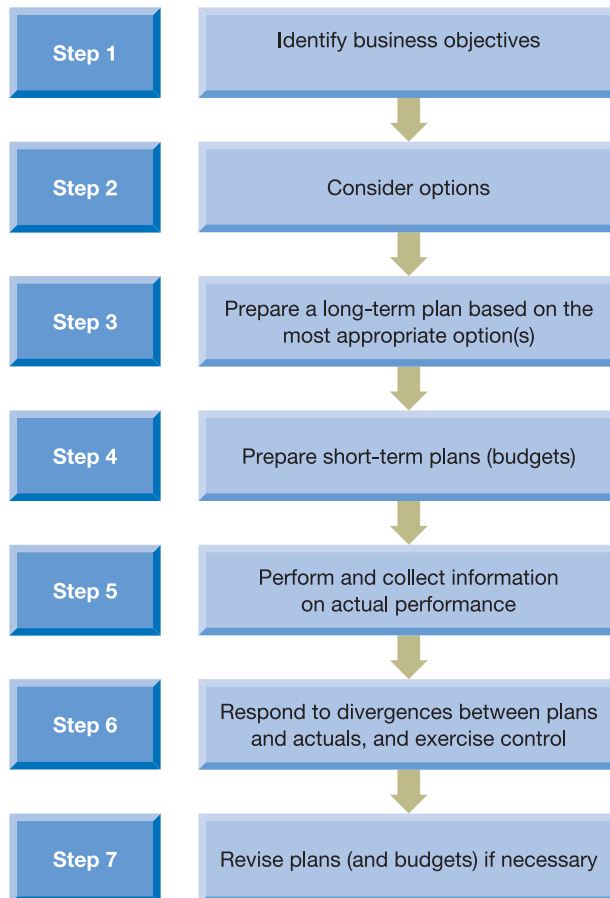 Step 1
Identify business objectives
Step 2
Consider options
Step 3
Prepare a long-term plan based on the
most appropriate option(s)
Step 4
Prepare short-term plans (budgets)
Step 5
Perform and collect information
on actual performance
Step 6
Respond to divergences between plans
and actuals, and exercise control
Step 7
Revise plans (and budgets) if necessary